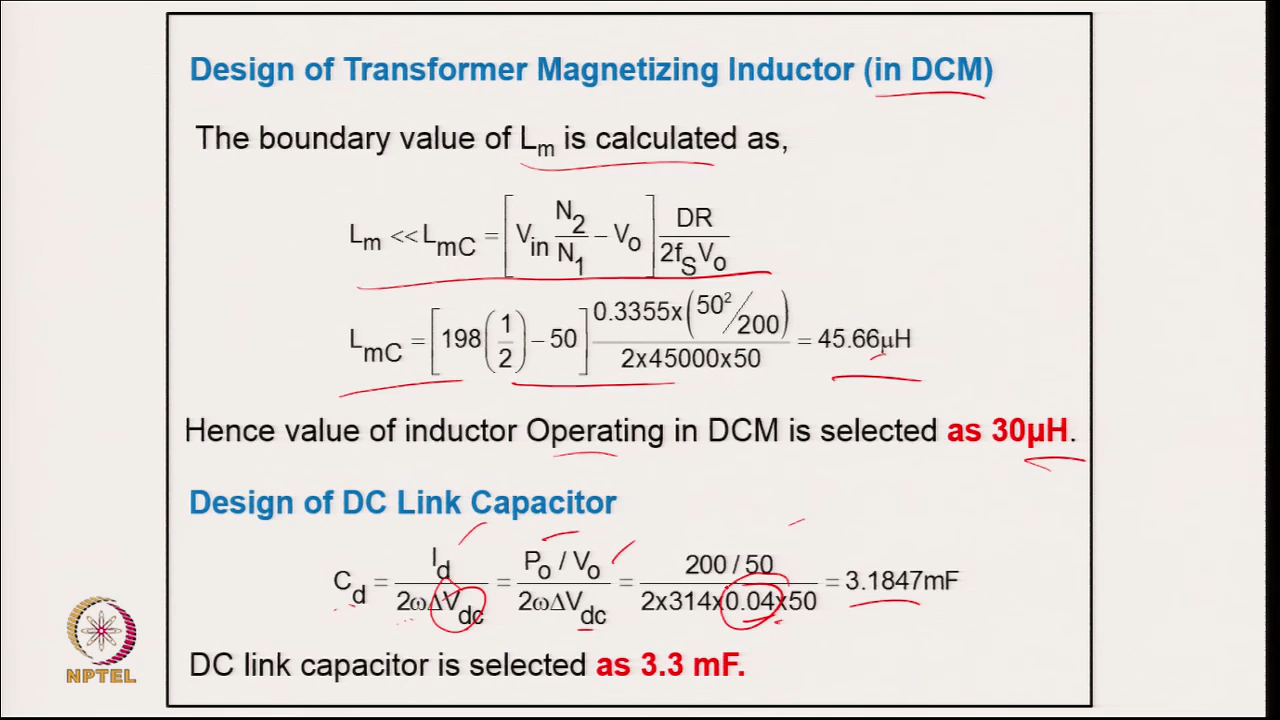 Design of Transformer Magnetizing Inductor (in DCM)
The boundary value of Lm is calculated as,
Lm << LmC = [Vin N2/N1 − Vo] DR/2fSVo
LmC = [198(1/2) − 50] 0.3355x(50²/200)/2x45000x50 = 45.66µH
Hence value of inductor Operating in DCM is selected as 30µH.
Design of DC Link Capacitor
Cd = Id/2ωΔVdc = Po / Vo/2ωΔVdc = 200 / 50/2x314x0.04x50 = 3.1847mF
DC link capacitor is selected as 3.3 mF.
NPTEL